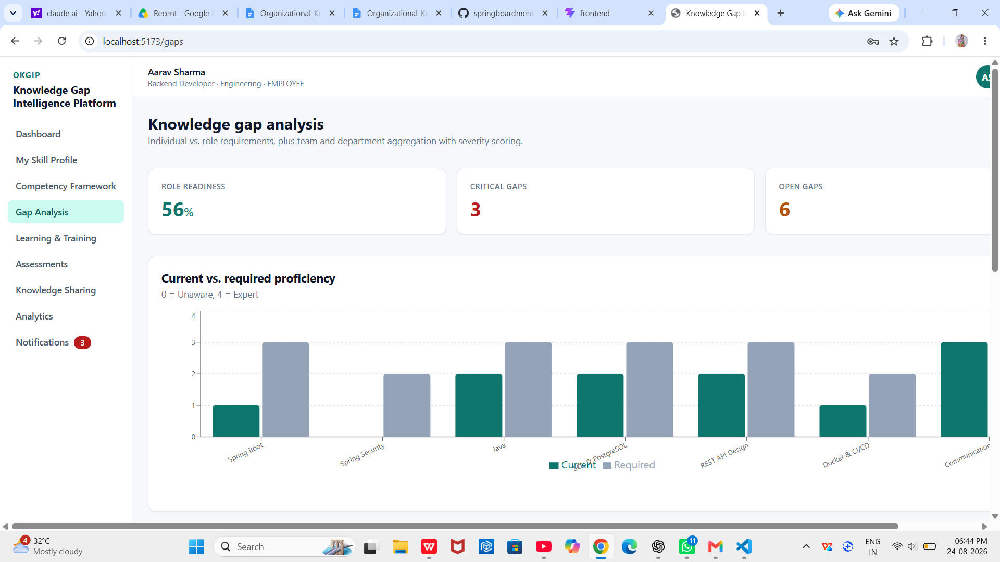 claude ai - Yahoo
Recent - Google
Organizational_K
Organizational_K
springboardment
frontend
Knowledge Gap I
Ask Gemini
localhost:5173/gaps
OKGIP
Knowledge Gap
Intelligence Platform
Dashboard
My Skill Profile
Competency Framework
Gap Analysis
Learning & Training
Assessments
Knowledge Sharing
Analytics
Notifications 3
Aarav Sharma
Backend Developer · Engineering · EMPLOYEE
AS
Knowledge gap analysis
Individual vs. role requirements, plus team and department aggregation with severity scoring.
ROLE READINESS
56%
CRITICAL GAPS
3
OPEN GAPS
6
Current vs. required proficiency
0 = Unaware, 4 = Expert
4
3
2
1
0
Spring Boot
Spring Security
Java
SQL & PostgreSQL
REST API Design
Docker & CI/CD
Communication
Current
Required
4
32°C
Mostly cloudy
Search
11
ENG
IN
06:44 PM
24-08-2026